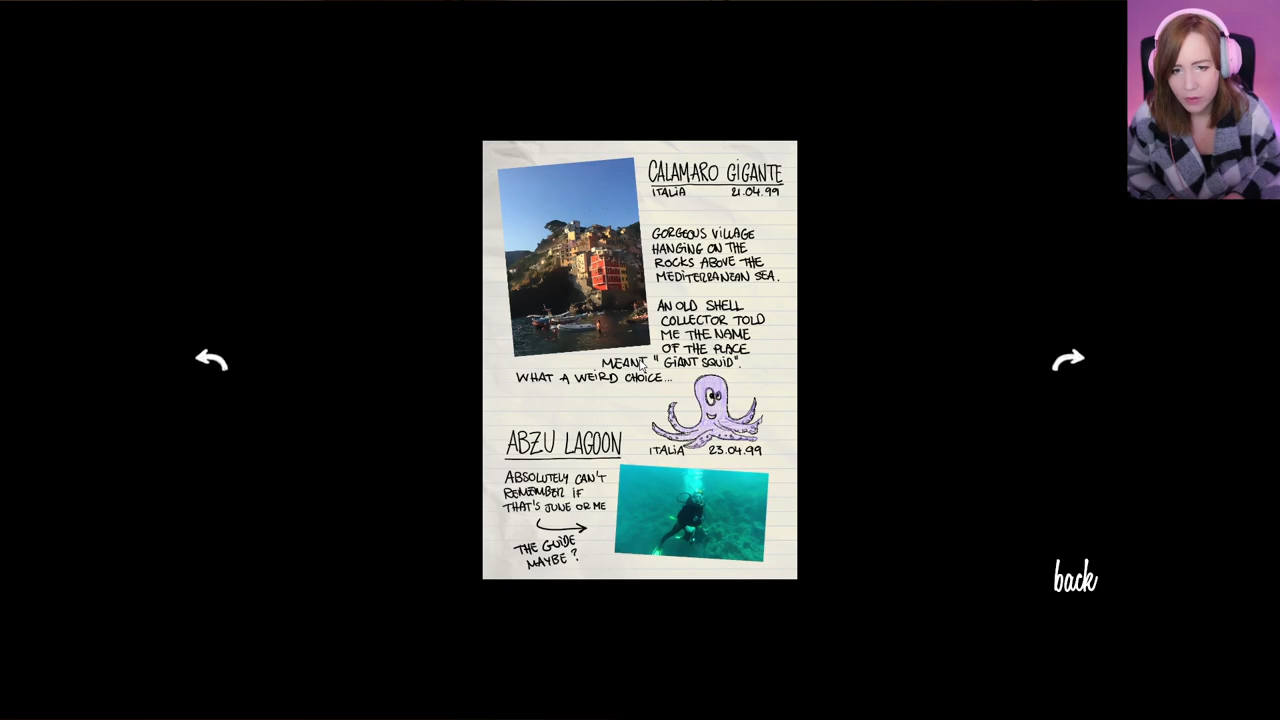 CALAMARO GIGANTE
ITALIA 21.04.99
GORGEOUS VILLAGE
HANGING ON THE
ROCKS ABOVE THE
MEDITERRANEAN SEA.
AN OLD SHELL
COLLECTOR TOLD
ME THE NAME
OF THE PLACE
MEANT "GIANT SQUID".
WHAT A WEIRD CHOICE...
ABZU LAGOON
ITALIA 23.04.99
ABSOLUTELY CAN'T
REMEMBER IF
THAT'S JUNE OR ME
THE GUIDE
MAYBE?
back